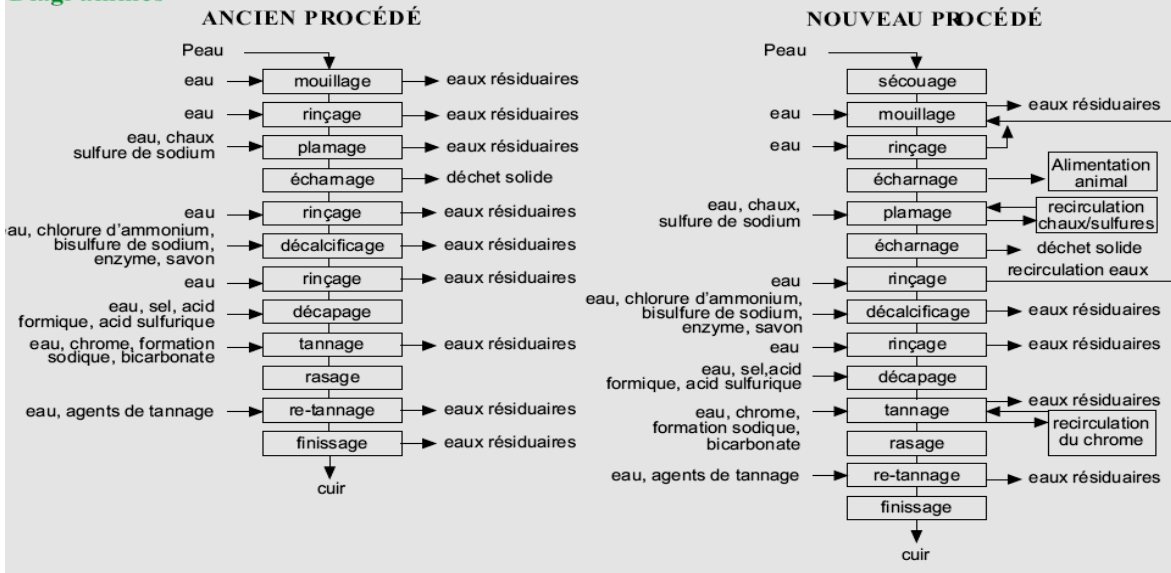 Diagrammes
ANCIEN PROCÉDÉ
Peau
eau
mouillage
eaux résiduaires
eau
rinçage
eaux résiduaires
eau, chaux
sulfure de sodium
plamage
eaux résiduaires
écharnage
déchet solide
eau
rinçage
eaux résiduaires
eau, chlorure d'ammonium,
bisulfure de sodium,
enzyme, savon
décalcificage
eaux résiduaires
eau
rinçage
eaux résiduaires
eau, sel, acid
formique, acid sulfurique
décapage
eau, chrome, formation
sodique, bicarbonate
tannage
eaux résiduaires
rasage
eau, agents de tannage
re-tannage
eaux résiduaires
finissage
eaux résiduaires
cuir
NOUVEAU PROCÉDÉ
Peau
sécouage
eau
mouillage
eaux résiduaires
eau
rinçage
écharnage
Alimentation
animal
eau, chaux,
sulfure de sodium
plamage
recirculation
chaux/sulfures
écharnage
déchet solide
recirculation eaux
eau
rinçage
eau, chlorure d'ammonium,
bisulfure de sodium,
enzyme, savon
décalcificage
eaux résiduaires
eau
rinçage
eaux résiduaires
eau, sel,acid
formique, acid sulfurique
décapage
eau, chrome,
formation sodique,
bicarbonate
tannage
eaux résiduaires
recirculation
du chrome
rasage
eau, agents de tannage
re-tannage
eaux résiduaires
finissage
cuir